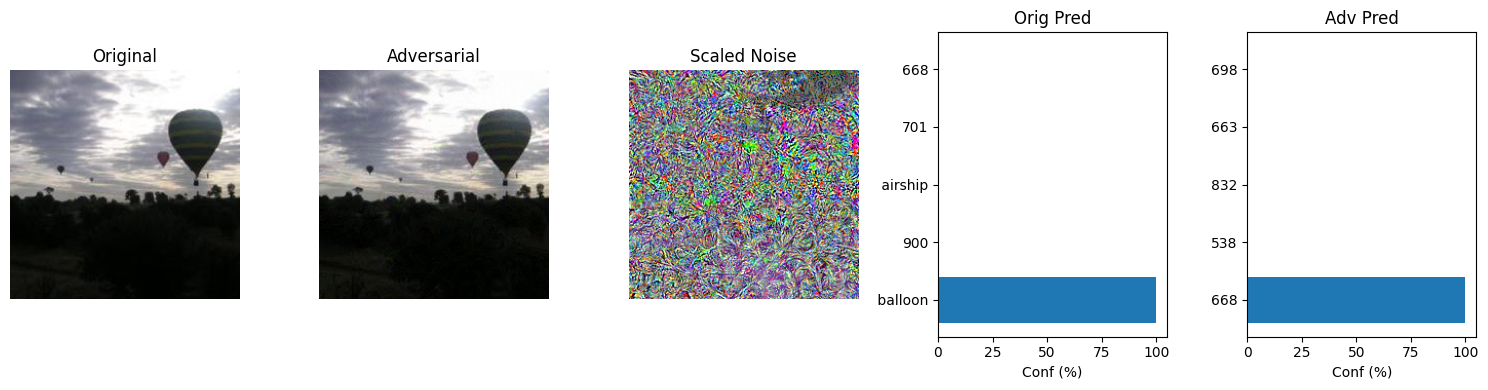 Original
Adversarial
Scaled Noise
Orig Pred
668
701
airship
900
balloon
0 25 50 75 100
Conf (%)
Adv Pred
698
663
832
538
668
0 25 50 75 100
Conf (%)